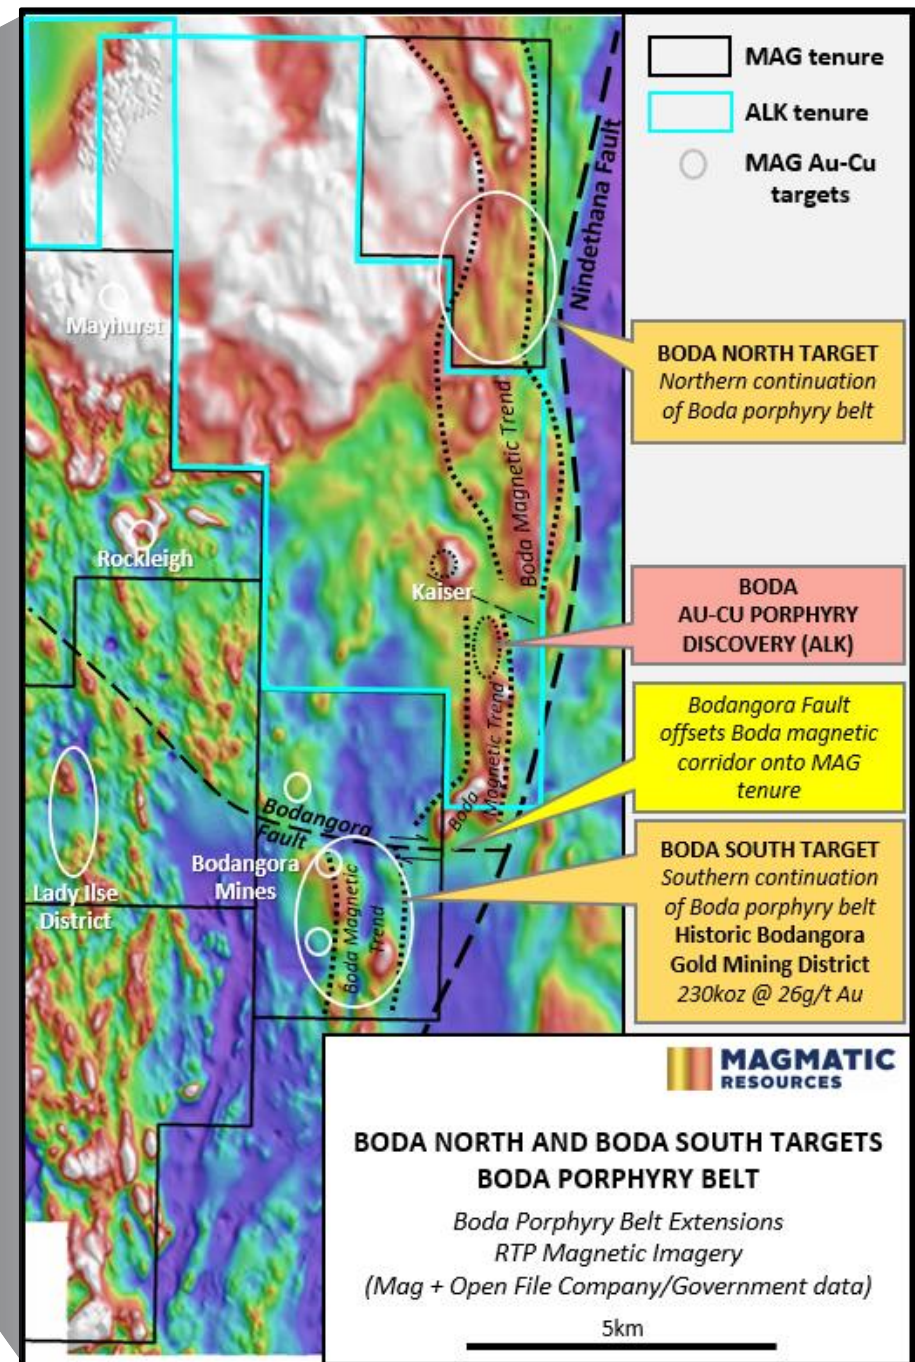 MAG tenure
ALK tenure
MAG Au-Cu
targets
Nindethana Fault
Mayhurst
BODA NORTH TARGET
Northern continuation
of Boda porphyry belt
Boda Magnetic Trend
Rockleigh
Kaiser
BODA
AU-CU PORPHYRY
DISCOVERY (ALK)
Boda Magnetic Trend
Bodangora Fault
offsets Boda magnetic
corridor onto MAG
tenure
Bodangora
Fault
Bodangora
Mines
Lady Ilse
District
Boda Magnetic
Trend
BODA SOUTH TARGET
Southern continuation
of Boda porphyry belt
Historic Bodangora
Gold Mining District
230koz @ 26g/t Au
MAGMATIC
RESOURCES
BODA NORTH AND BODA SOUTH TARGETS
BODA PORPHYRY BELT
Boda Porphyry Belt Extensions
RTP Magnetic Imagery
(Mag + Open File Company/Government data)
5km